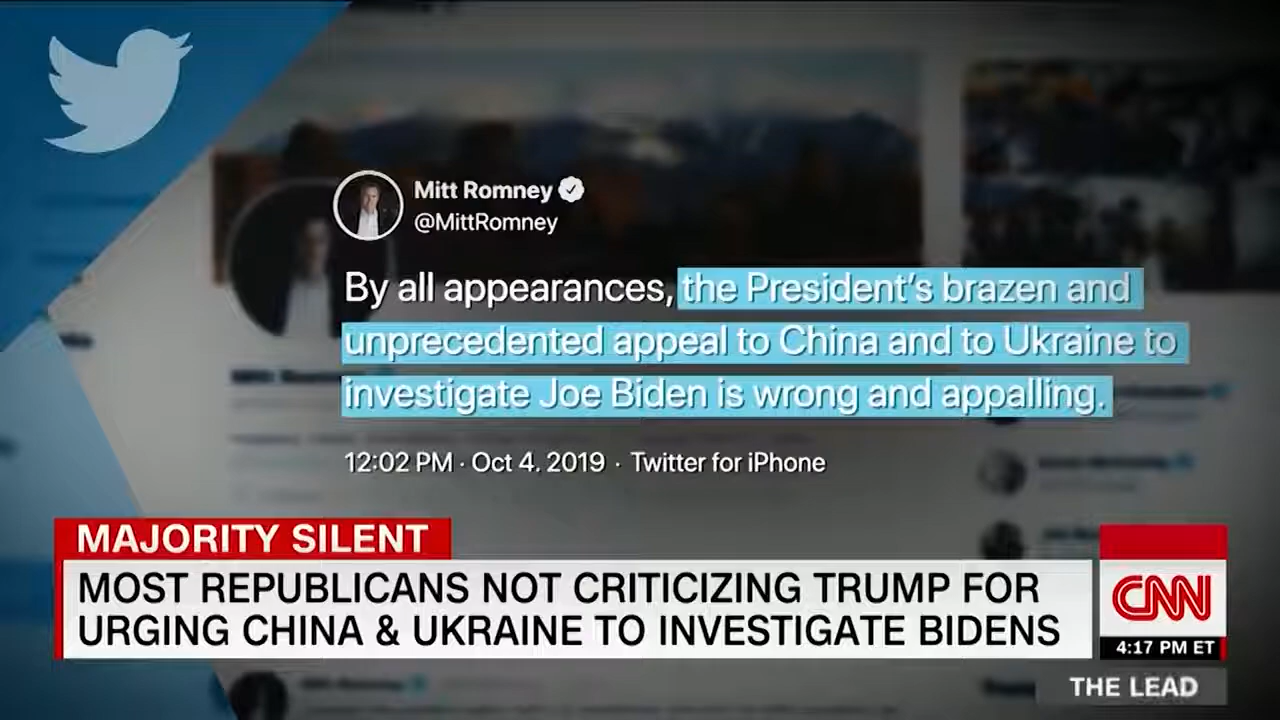 Mitt Romney
@MittRomney
By all appearances, the President's brazen and
unprecedented appeal to China and to Ukraine to
investigate Joe Biden is wrong and appalling.
12:02 PM · Oct 4. 2019 · Twitter for iPhone
MAJORITY SILENT
MOST REPUBLICANS NOT CRITICIZING TRUMP FOR
URGING CHINA & UKRAINE TO INVESTIGATE BIDENS
CNN
4:17 PM ET
THE LEAD